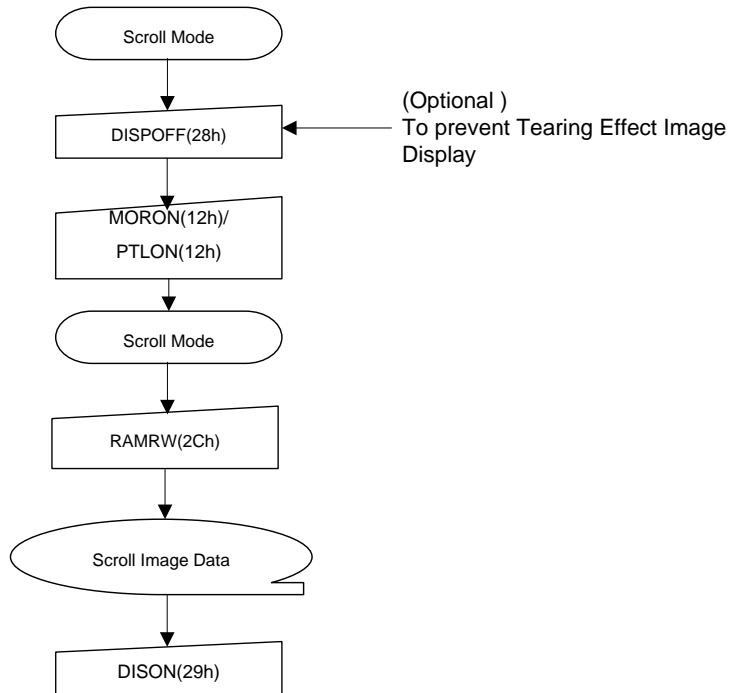 Scroll Mode
DISPOFF(28h)
(Optional )
To prevent Tearing Effect Image
Display
MORON(12h)/
PTLON(12h)
Scroll Mode
RAMRW(2Ch)
Scroll Image Data
DISON(29h)